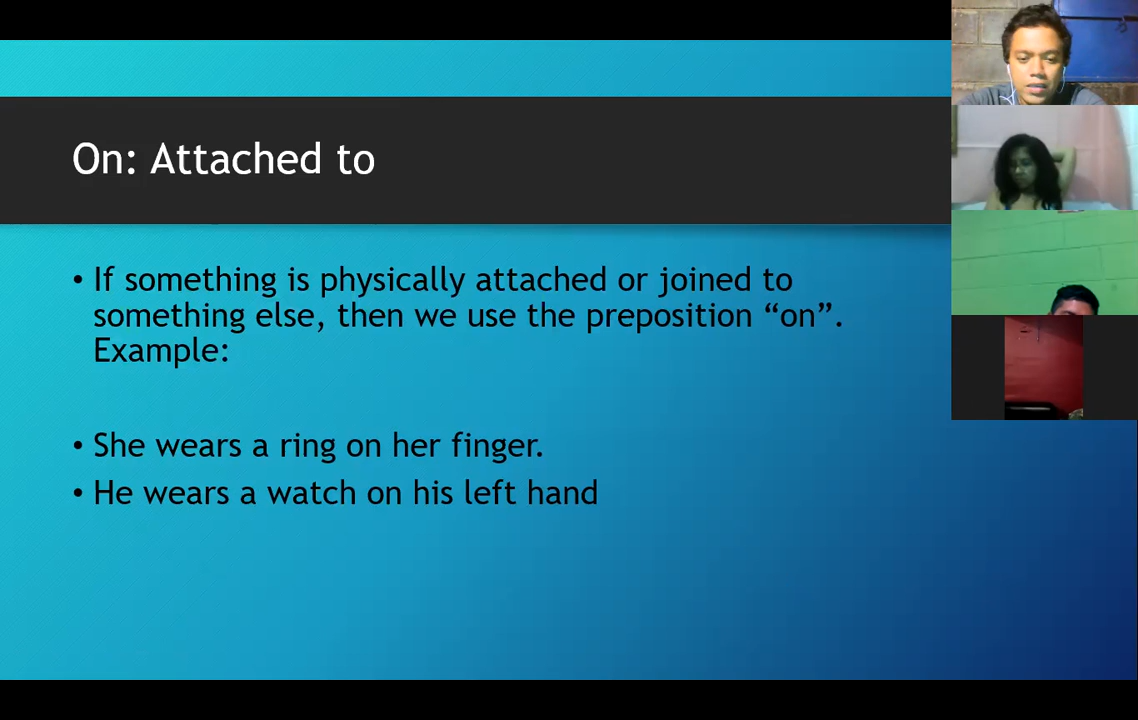 On: Attached to
• If something is physically attached or joined to
something else, then we use the preposition “on”.
Example:
• She wears a ring on her finger.
• He wears a watch on his left hand